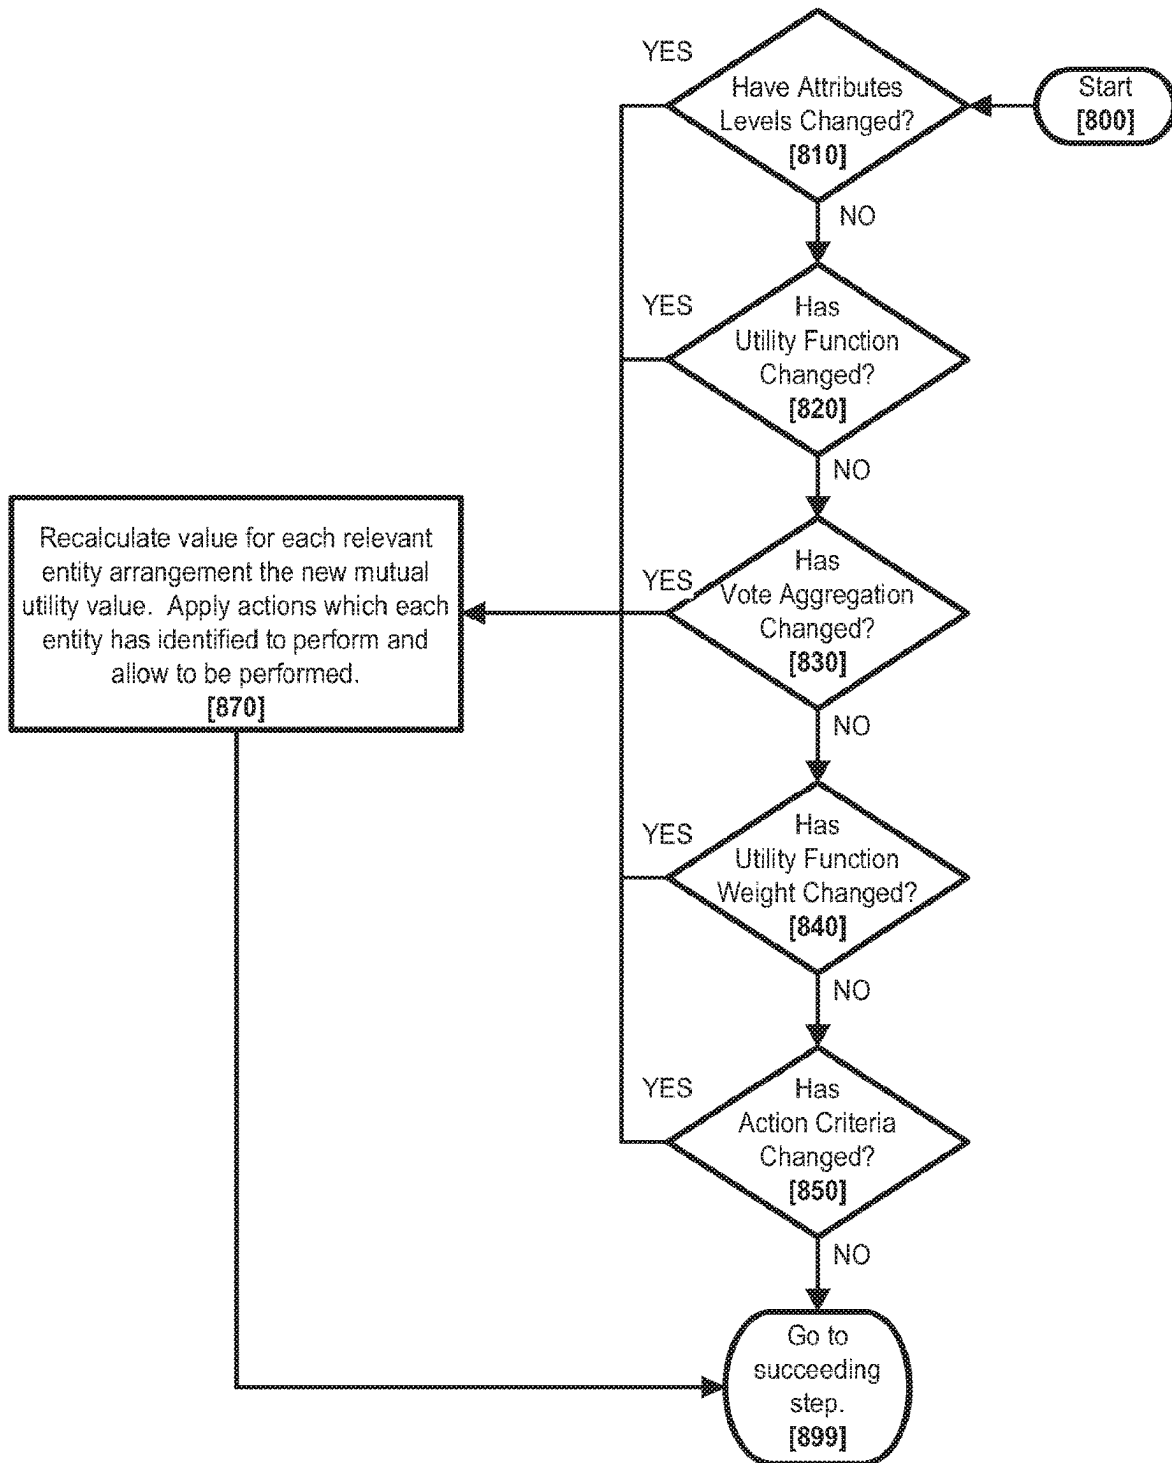 YES
Have Attributes
Levels Changed?
[810]
Start
[800]
NO
YES
Has
Utility Function
Changed?
[820]
NO
Recalculate value for each relevant
entity arrangement the new mutual
utility value.  Apply actions which each
entity has identified to perform and
allow to be performed.
[870]
YES
Has
Vote Aggregation
Changed?
[830]
NO
YES
Has
Utility Function
Weight Changed?
[840]
NO
YES
Has
Action Criteria
Changed?
[850]
NO
Go to
succeeding
step.
[899]